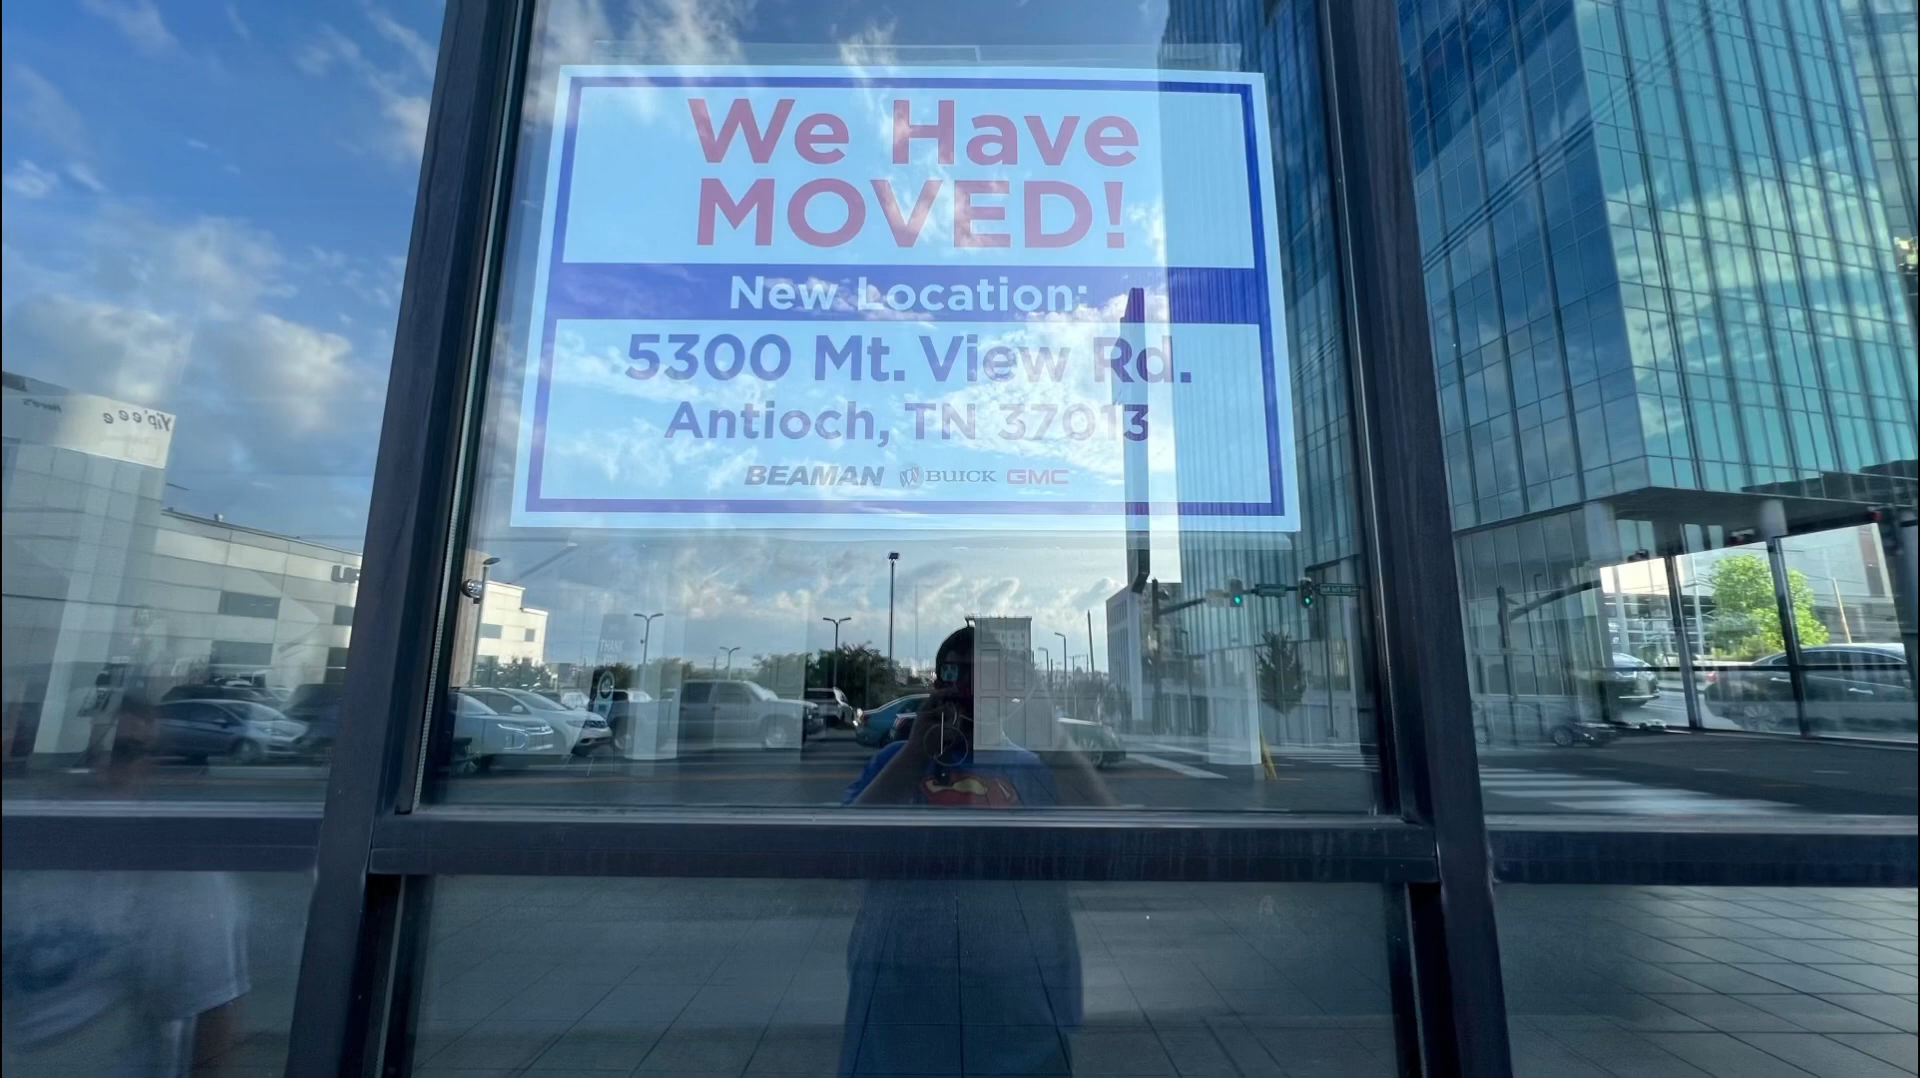 We Have
MOVED!
New Location:
5300 Mt. View Rd.
Antioch, TN 37013
BEAMAN BUICK GMC